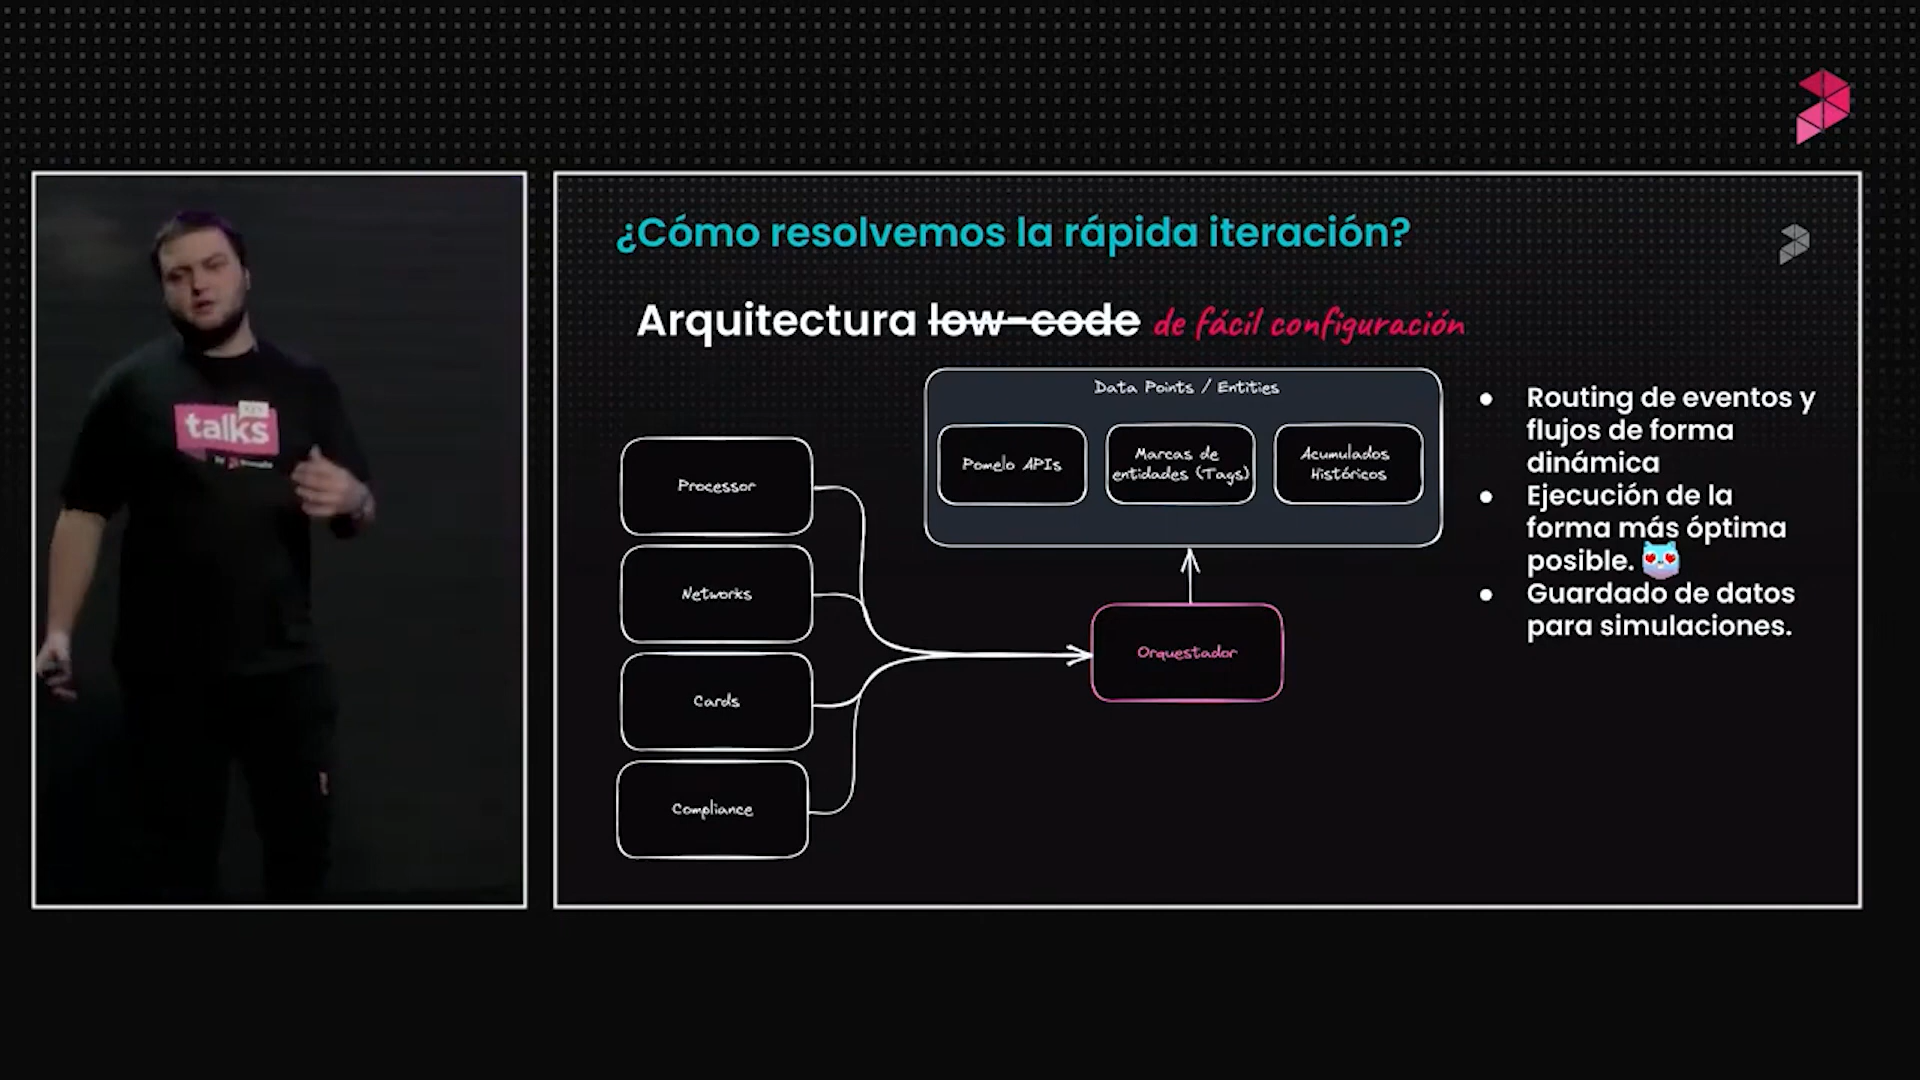 ¿Cómo resolvemos la rápida iteración?
Arquitectura low-code de fácil configuración
Data Points / Entities
Pomelo APIs
Marcas de
entidades (Tags)
Acumulados
Históricos
Processor
Networks
Cards
Compliance
Orquestador
● Routing de eventos y
flujos de forma
dinámica
● Ejecución de la
forma más óptima
posible.
● Guardado de datos
para simulaciones.
talks